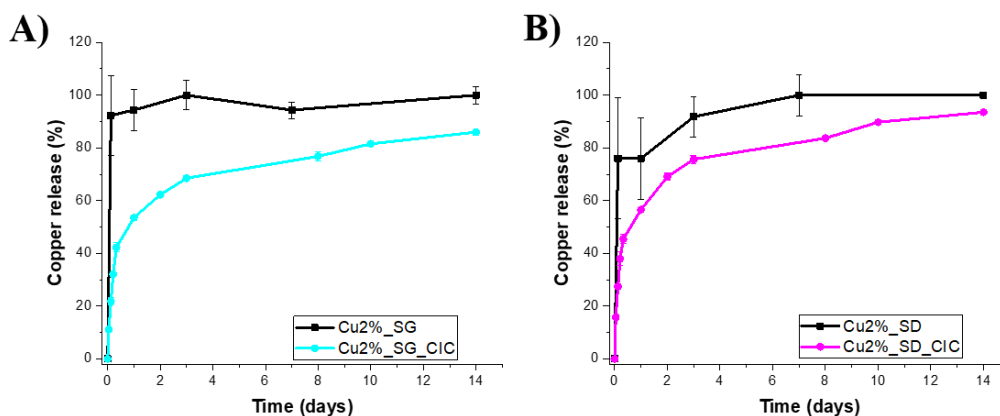 A)
120
100
80
60
40
20
0
Copper release (%)
0 2 4 6 8 10 12 14
Time (days)
Cu2%_SG
Cu2%_SG_CIC
B)
120
100
80
60
40
20
0
Copper release (%)
0 2 4 6 8 10 12 14
Time (days)
Cu2%_SD
Cu2%_SD_CIC